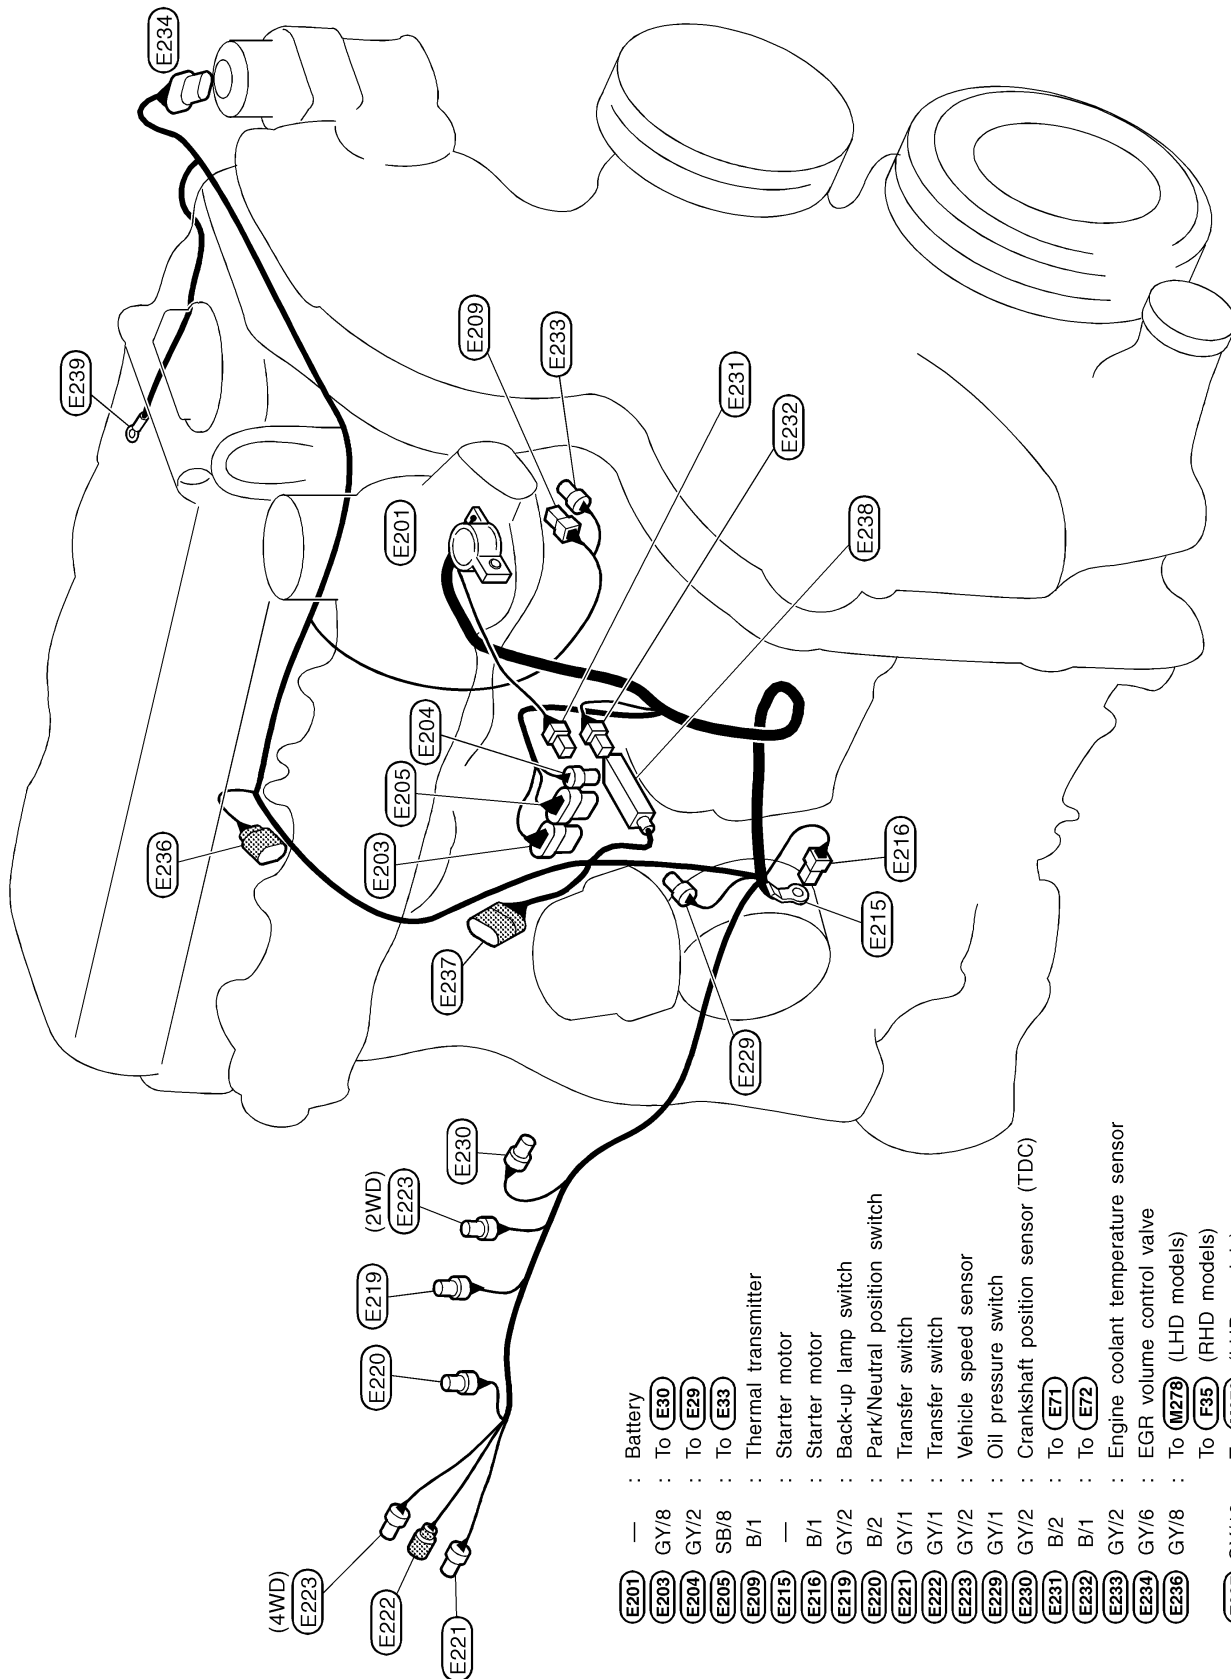 E234
E239
E209
E233
E231
E232
E201
E238
E204
E205
E203
E236
E237
E216
E215
E229
E230
(2WD)
E223
E219
E220
(4WD)
E223
E222
E221
E201 — : Battery
E203 GY/8 : To E30
E204 GY/2 : To E29
E205 SB/8 : To E33
E209 B/1 : Thermal transmitter
E215 — : Starter motor
E216 B/1 : Starter motor
E219 GY/2 : Back-up lamp switch
E220 B/2 : Park/Neutral position switch
E221 GY/1 : Transfer switch
E222 GY/1 : Transfer switch
E223 GY/2 : Vehicle speed sensor
E229 GY/1 : Oil pressure switch
E230 GY/2 : Crankshaft position sensor (TDC)
E231 B/2 : To E71
E232 B/1 : To E72
E233 GY/2 : Engine coolant temperature sensor
E234 GY/6 : EGR volume control valve
E236 GY/8 : To M278 (LHD models)
To F35 (RHD models)